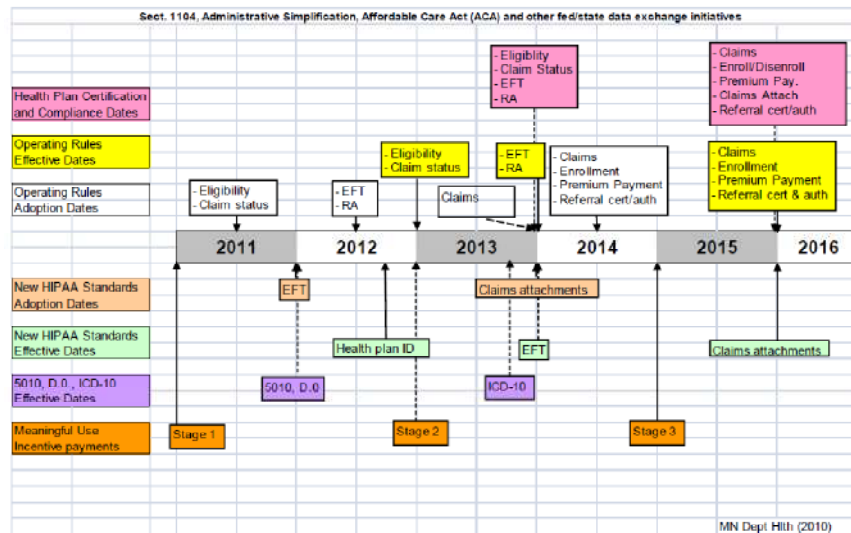 Sect. 1104, Administrative Simplification, Affordable Care Act (ACA) and other fed/state data exchange initiatives
- Eligiblity
- Claim Status
- EFT
- RA
- Claims
- Enroll/Disenroll
- Premium Pay.
- Claims Attach
- Referral cert/auth
Health Plan Certification
and Compliance Dates
Operating Rules
Effective Dates
- Eligibility
- Claim status
- EFT
- RA
- Claims
- Enrollment
- Premium Payment
- Referral cert/auth
- Claims
- Enrollment
- Premium Payment
- Referral cert & auth
Operating Rules
Adoption Dates
- Eligibility
- Claim status
- EFT
- RA
Claims
2011 2012 2013 2014 2015 2016
New HIPAA Standards
Adoption Dates
EFT
Claims attachments
New HIPAA Standards
Effective Dates
Health plan ID
EFT
Claims attachments
5010, D.0., ICD-10
Effective Dates
5010, D.0
ICD-10
Meaningful Use
Incentive payments
Stage 1
Stage 2
Stage 3
MN Dept Hlth (2010)